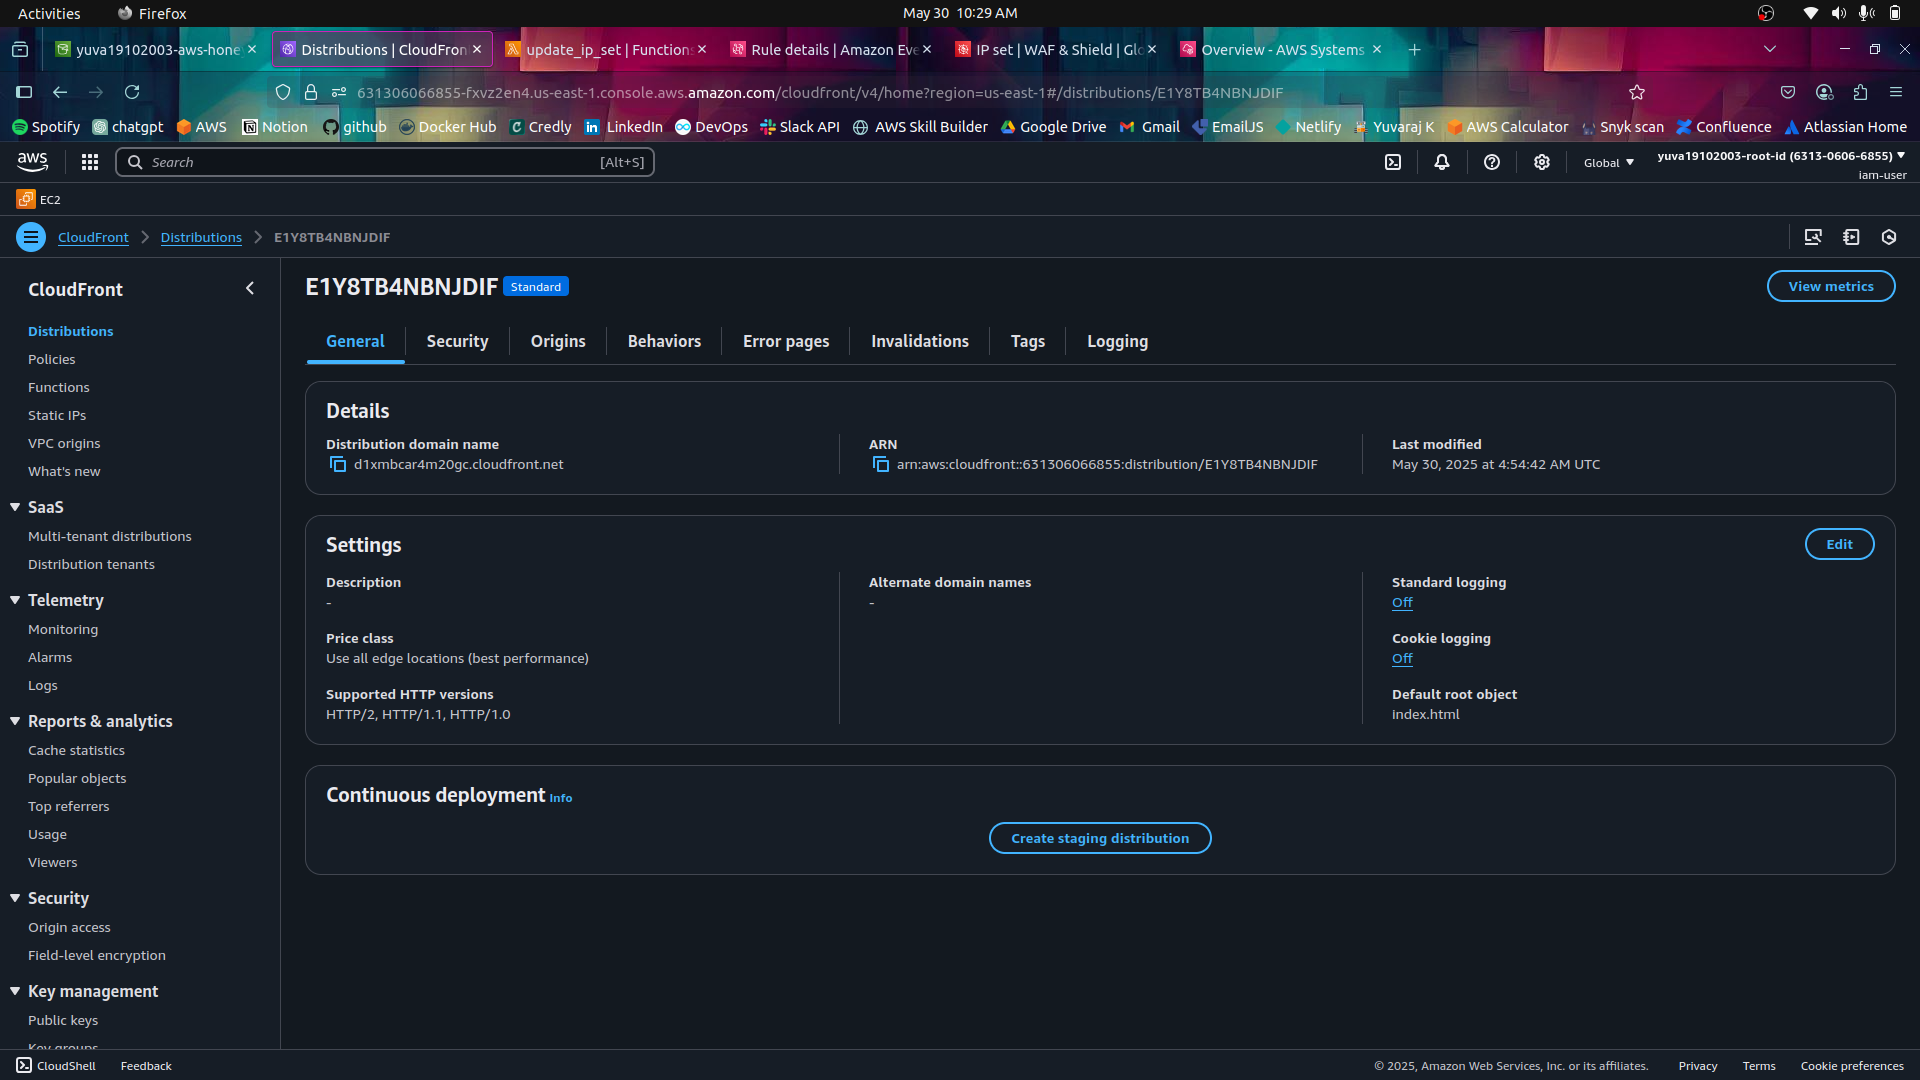 Activities
Firefox
May 30 10:29 AM
yuva19102003-aws-hone
Distributions | CloudFron
update_ip_set | Functions
Rule details | Amazon Eve
IP set | WAF & Shield | Glo
Overview - AWS Systems
631306066855-fxvz2en4.us-east-1.console.aws.amazon.com/cloudfront/v4/home?region=us-east-1#/distributions/E1Y8TB4NBNJDIF
Spotify
chatgpt
AWS
Notion
github
Docker Hub
Credly
LinkedIn
DevOps
Slack API
AWS Skill Builder
Google Drive
Gmail
EmailJS
Netlify
Yuvaraj K
AWS Calculator
Snyk scan
Confluence
Atlassian Home
aws
Search
[Alt+S]
Global
yuva19102003-root-id (6313-0606-6855)
iam-user
EC2
CloudFront
Distributions
E1Y8TB4NBNJDIF
CloudFront
Distributions
Policies
Functions
Static IPs
VPC origins
What's new
SaaS
Multi-tenant distributions
Distribution tenants
Telemetry
Monitoring
Alarms
Logs
Reports & analytics
Cache statistics
Popular objects
Top referrers
Usage
Viewers
Security
Origin access
Field-level encryption
Key management
Public keys
Key groups
E1Y8TB4NBNJDIF
Standard
View metrics
General
Security
Origins
Behaviors
Error pages
Invalidations
Tags
Logging
Details
Distribution domain name
d1xmbcar4m20gc.cloudfront.net
ARN
arn:aws:cloudfront::631306066855:distribution/E1Y8TB4NBNJDIF
Last modified
May 30, 2025 at 4:54:42 AM UTC
Settings
Edit
Description
-
Price class
Use all edge locations (best performance)
Supported HTTP versions
HTTP/2, HTTP/1.1, HTTP/1.0
Alternate domain names
-
Standard logging
Off
Cookie logging
Off
Default root object
index.html
Continuous deployment
Info
Create staging distribution
CloudShell
Feedback
© 2025, Amazon Web Services, Inc. or its affiliates.
Privacy
Terms
Cookie preferences